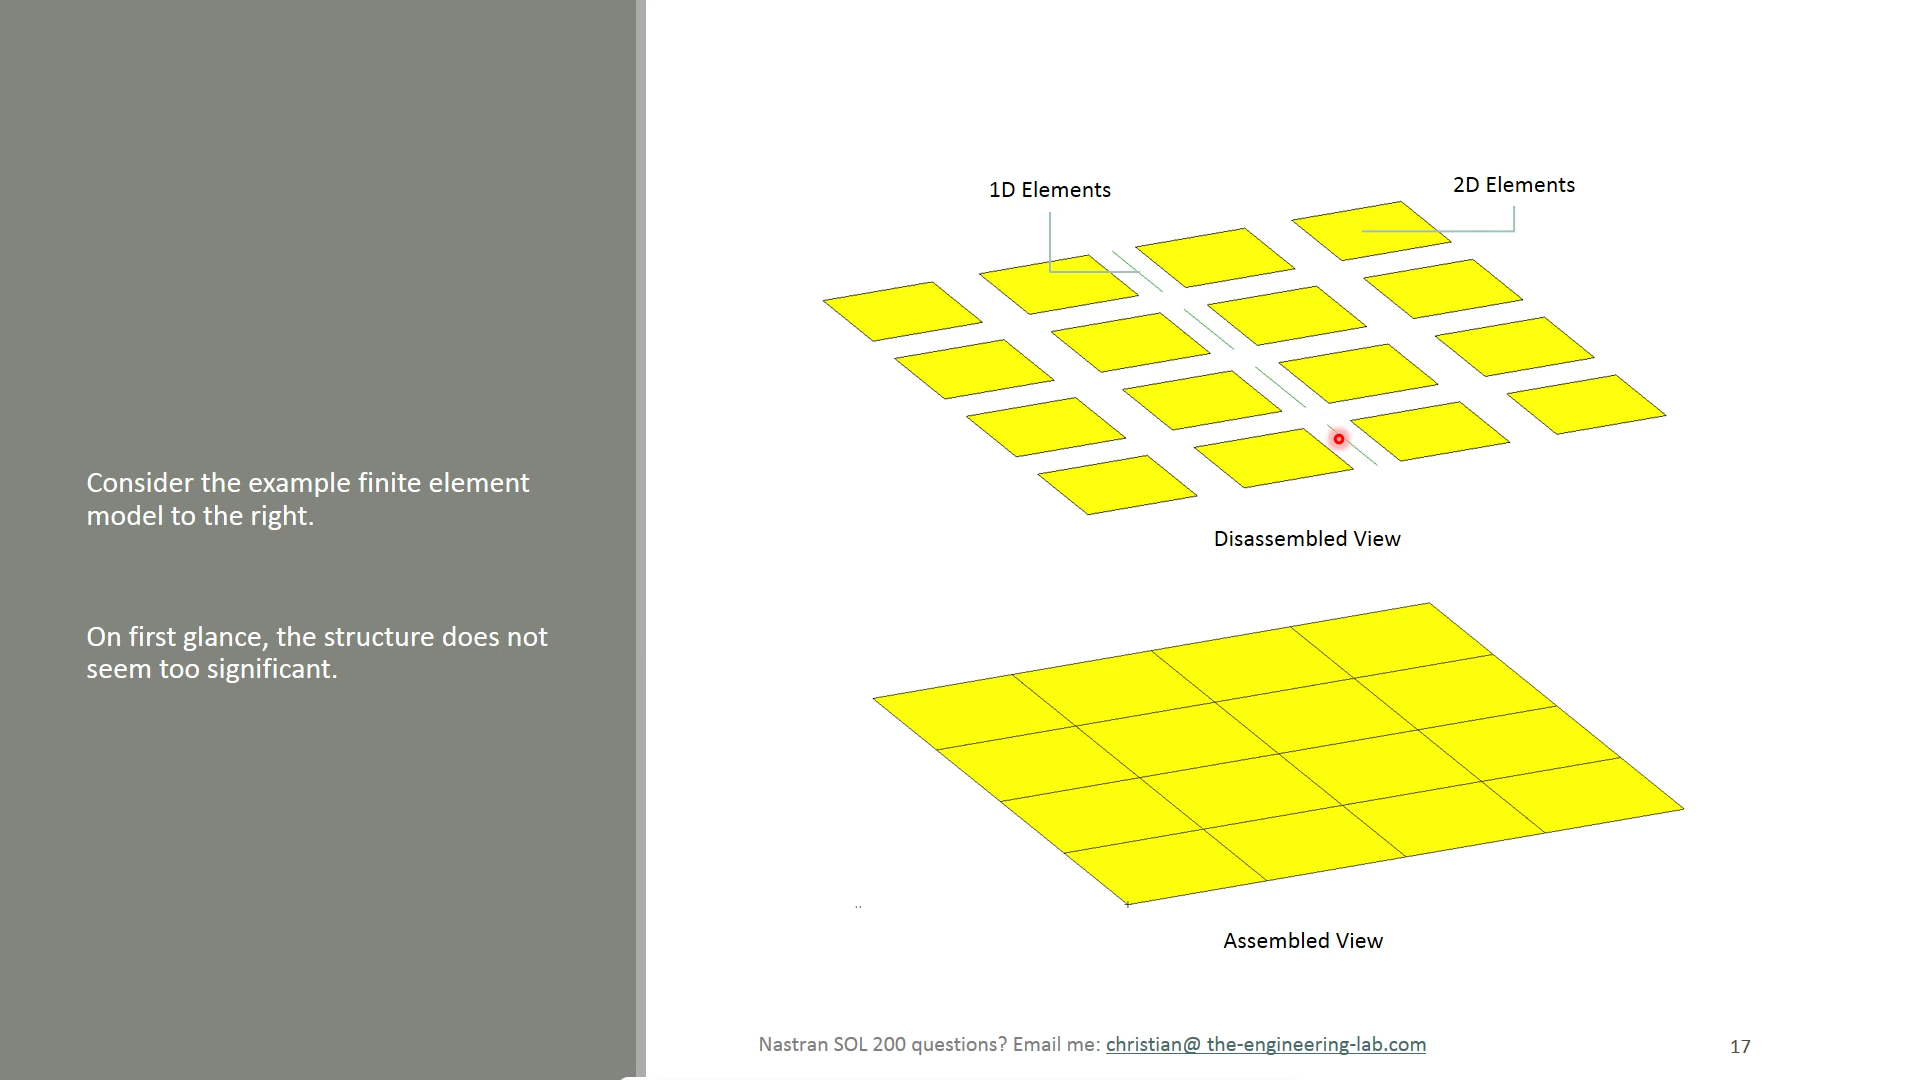 Consider the example finite element
model to the right.
On first glance, the structure does not
seem too significant.
1D Elements
2D Elements
Disassembled View
Assembled View
Nastran SOL 200 questions? Email me: christian@ the-engineering-lab.com
17